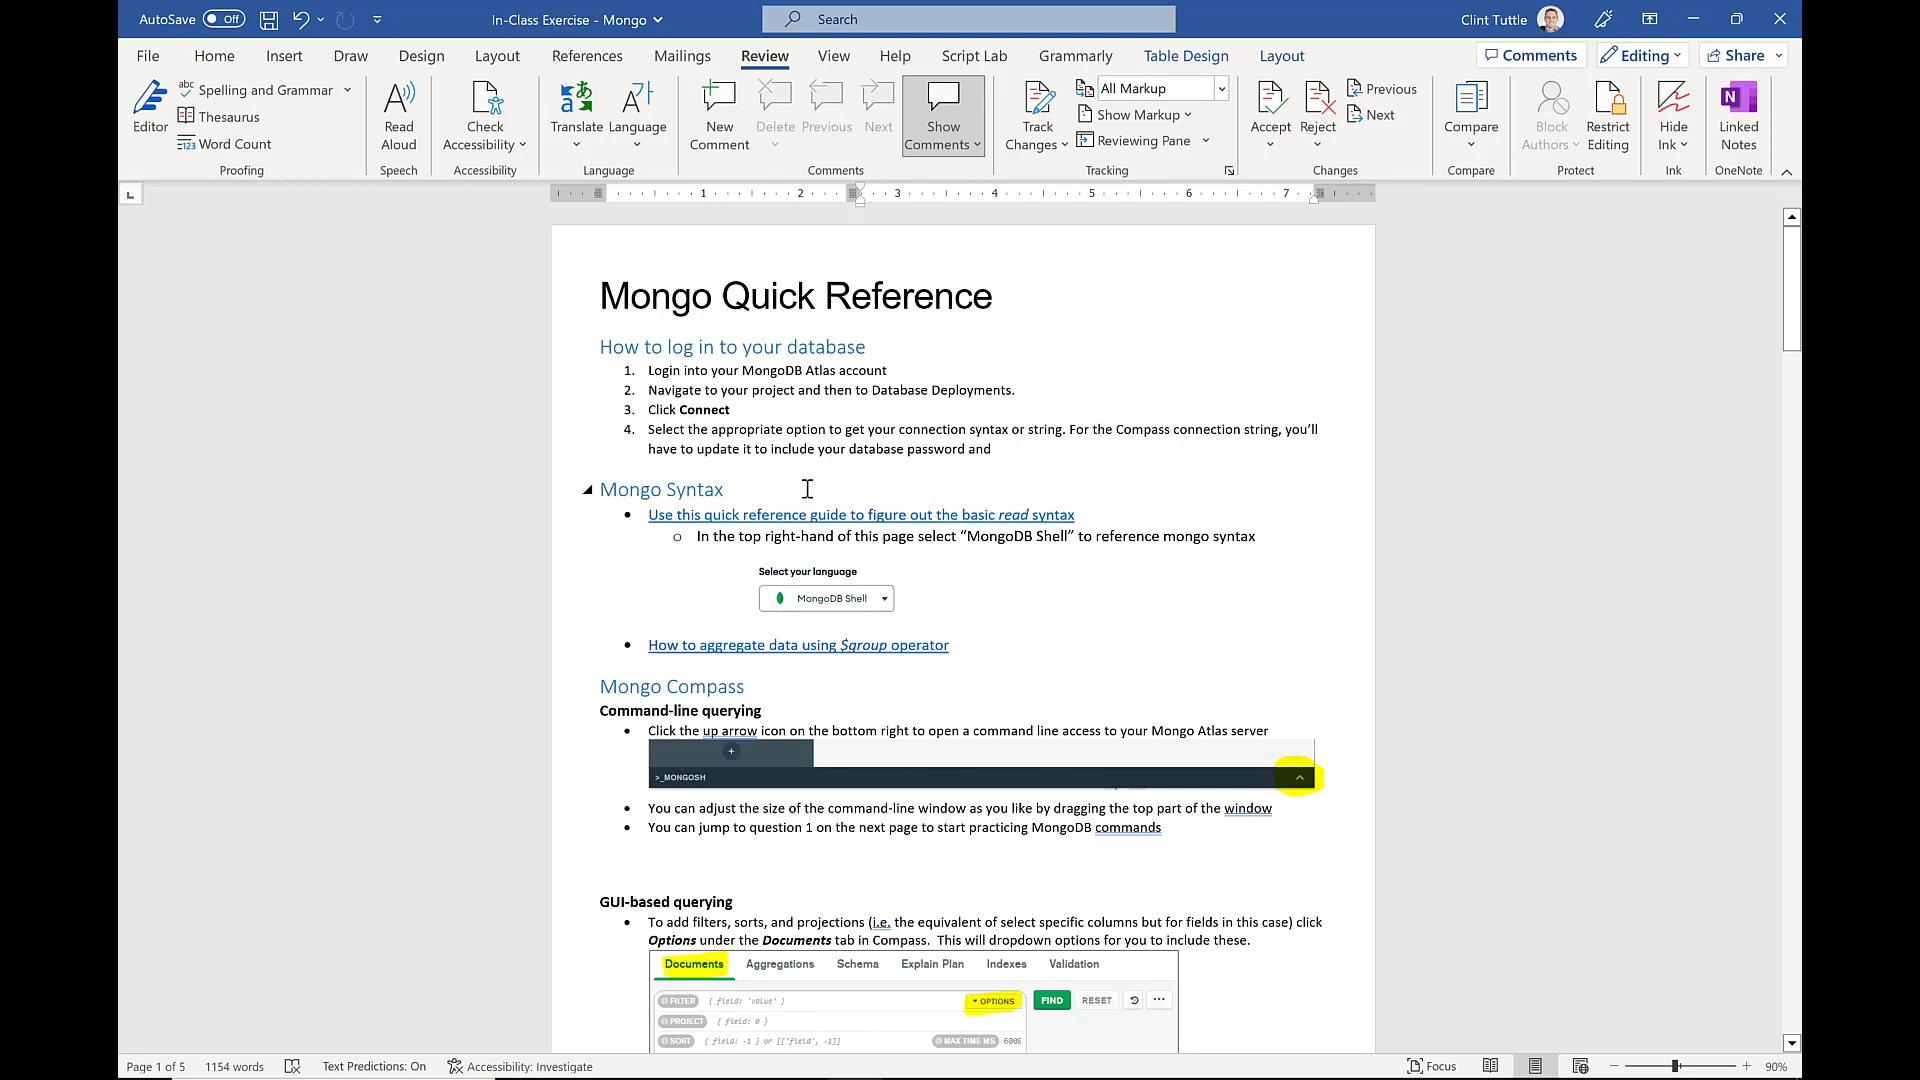 AutoSave Off In-Class Exercise - Mongo Search Clint Tuttle
File Home Insert Draw Design Layout References Mailings Review View Help Script Lab Grammarly Table Design Layout Comments Editing Share
Editor
abc Spelling and Grammar
Thesaurus
123 Word Count
Proofing
Read Aloud
Speech
Check Accessibility
Accessibility
Translate
Language
Language
New Comment
Delete
Previous
Next
Show Comments
Comments
Track Changes
All Markup
Show Markup
Reviewing Pane
Tracking
Accept
Reject
Previous
Next
Changes
Compare
Compare
Block Authors
Restrict Editing
Protect
Hide Ink
Ink
Linked Notes
OneNote
1 2 3 4 5 6 7
Mongo Quick Reference
How to log in to your database
1. Login into your MongoDB Atlas account
2. Navigate to your project and then to Database Deployments.
3. Click Connect
4. Select the appropriate option to get your connection syntax or string. For the Compass connection string, you’ll
have to update it to include your database password and
Mongo Syntax
• Use this quick reference guide to figure out the basic read syntax
o In the top right-hand of this page select “MongoDB Shell” to reference mongo syntax
Select your language
MongoDB Shell
• How to aggregate data using $group operator
Mongo Compass
Command-line querying
• Click the up arrow icon on the bottom right to open a command line access to your Mongo Atlas server
+
>_MONGOSH
• You can adjust the size of the command-line window as you like by dragging the top part of the window
• You can jump to question 1 on the next page to start practicing MongoDB commands
GUI-based querying
• To add filters, sorts, and projections (i.e. the equivalent of select specific columns but for fields in this case) click
Options under the Documents tab in Compass. This will dropdown options for you to include these.
Documents Aggregations Schema Explain Plan Indexes Validation
FILTER { field: 'value' } OPTIONS FIND RESET ...
PROJECT { field: 0 }
SORT { field: -1 } or [['field', -1]] MAX TIME MS 6000
Page 1 of 5 1154 words Text Predictions: On Accessibility: Investigate Focus 90%